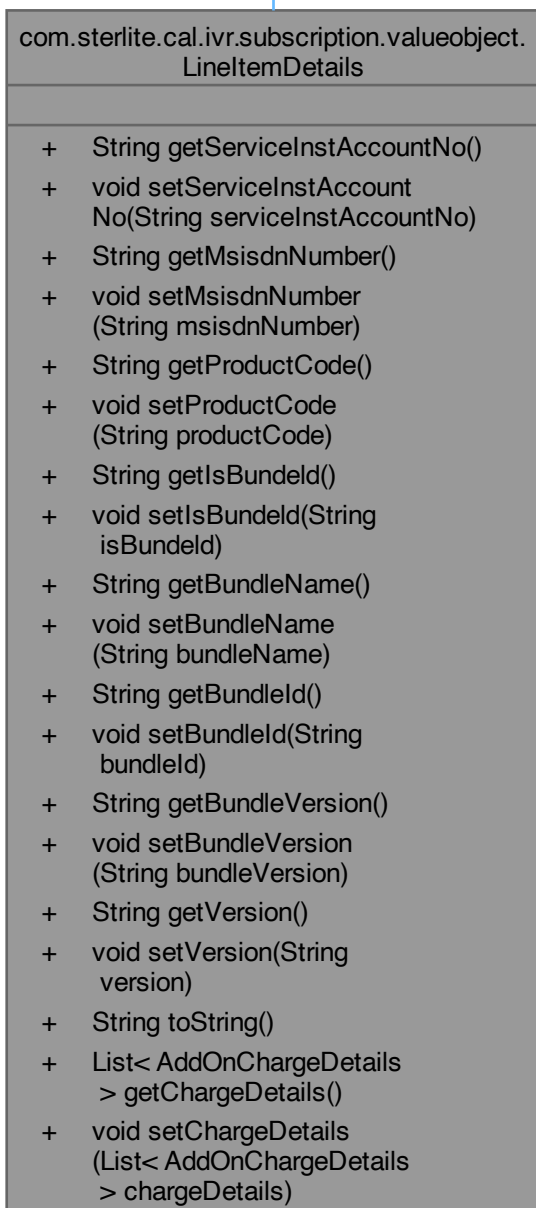 com.sterlite.cal.ivr.subscription.valueobject.
LineItemDetails
+ String getServiceInstAccountNo()
+ void setServiceInstAccount
No(String serviceInstAccountNo)
+ String getMsisdnNumber()
+ void setMsisdnNumber
(String msisdnNumber)
+ String getProductCode()
+ void setProductCode
(String productCode)
+ String getIsBundeld()
+ void setIsBundeld(String
isBundeld)
+ String getBundleName()
+ void setBundleName
(String bundleName)
+ String getBundleId()
+ void setBundleId(String
bundleId)
+ String getBundleVersion()
+ void setBundleVersion
(String bundleVersion)
+ String getVersion()
+ void setVersion(String
version)
+ String toString()
+ List< AddOnChargeDetails
> getChargeDetails()
+ void setChargeDetails
(List< AddOnChargeDetails
> chargeDetails)